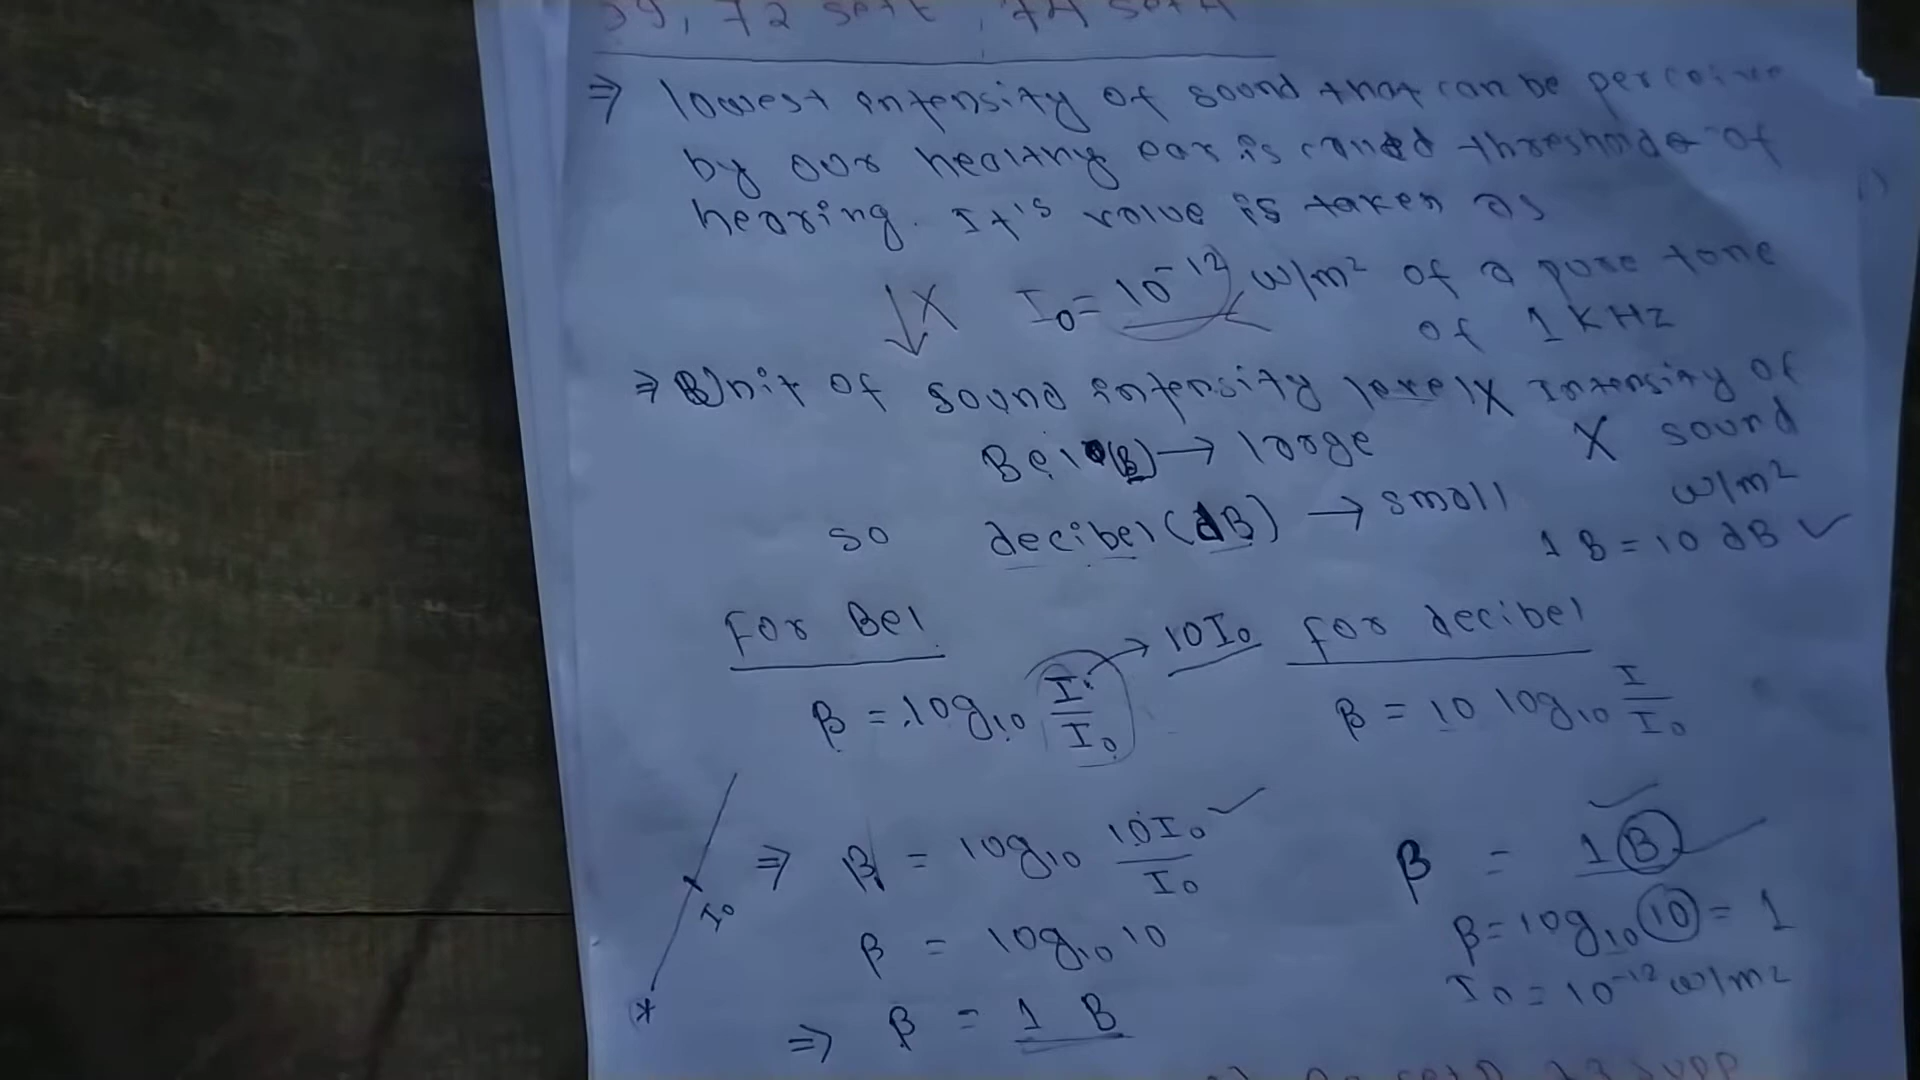 ⇒ lowest intensity of sound that can be perceive
by our healthy ear is called threshold of
hearing. It's value is taken as
I₀ = 10⁻¹² w/m² of a pure tone
of 1 KHz
⇒ Unit of sound intensity level X Intensity of
X sound
w/m²
Bel (B) → large
so decibel (dB) → small
1 B = 10 dB ✓
For Bel
β = log₁₀ I/I₀ → 10I₀
for decibel
β = 10 log₁₀ I/I₀
⇒ β = log₁₀ 10I₀/I₀ ✓
β = log₁₀ 10
⇒ β = 1 B
β = 1 B
β = log₁₀ 10 = 1
I₀ = 10⁻¹² w/m²
I₀